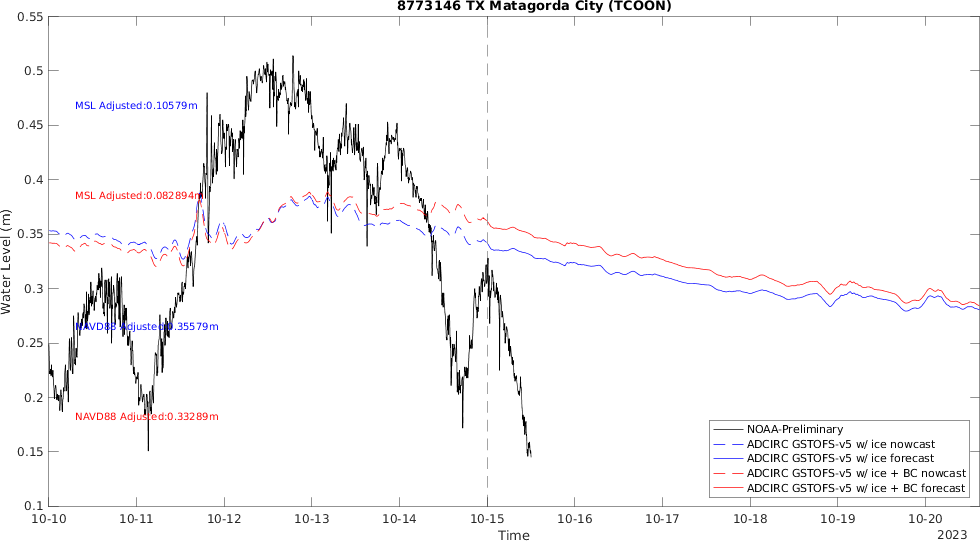 8773146 TX Matagorda City (TCOON)
0.55
0.5
0.45
0.4
0.35
0.3
0.25
0.2
0.15
0.1
Water Level (m)
MSL Adjusted:0.10579m
MSL Adjusted:0.082894m
NAVD88 Adjusted:0.35579m
NAVD88 Adjusted:0.33289m
NOAA-Preliminary
ADCIRC GSTOFS-v5 w/ ice nowcast
ADCIRC GSTOFS-v5 w/ ice forecast
ADCIRC GSTOFS-v5 w/ ice + BC nowcast
ADCIRC GSTOFS-v5 w/ ice + BC forecast
10-10 10-11 10-12 10-13 10-14 10-15 10-16 10-17 10-18 10-19 10-20
Time
2023